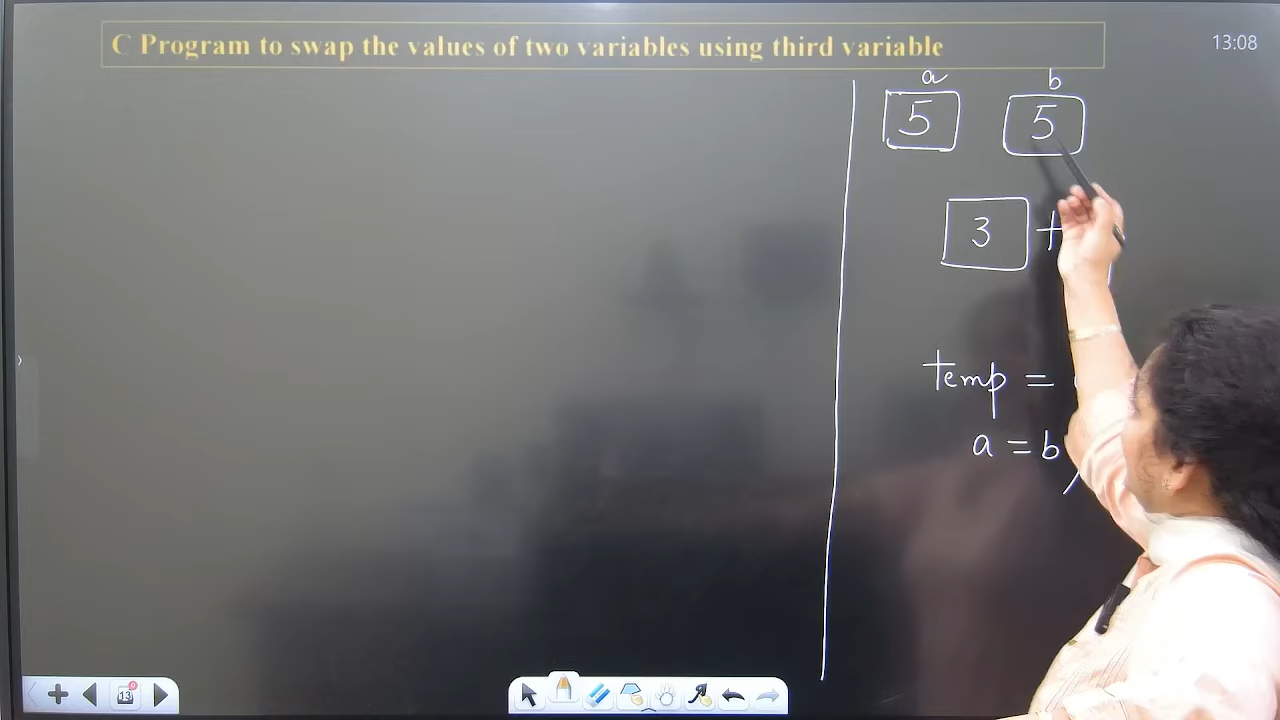 C Program to swap the values of two variables using third variable
13:08
a b
5 5
3
temp =
a = b
13